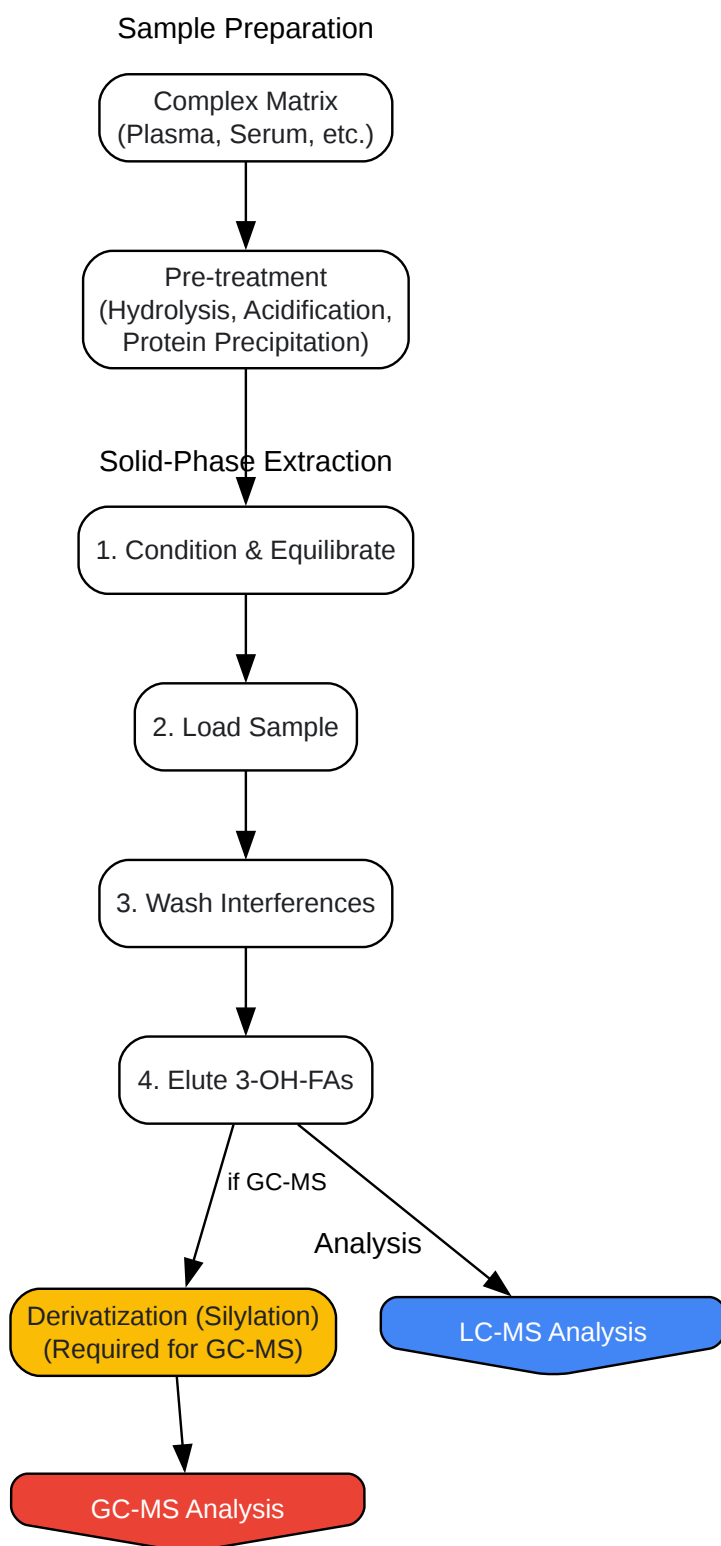 Sample Preparation
Complex Matrix
(Plasma, Serum, etc.)
Pre-treatment
(Hydrolysis, Acidification,
Protein Precipitation)
Solid-Phase Extraction
1. Condition & Equilibrate
2. Load Sample
3. Wash Interferences
4. Elute 3-OH-FAs
if GC-MS
Analysis
Derivatization (Silylation)
(Required for GC-MS)
LC-MS Analysis
GC-MS Analysis